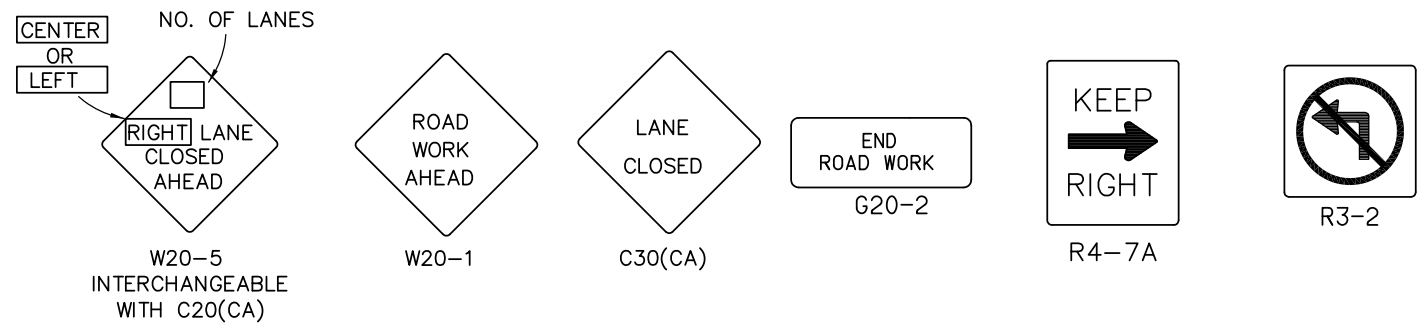 CENTER
OR
LEFT
NO. OF LANES
RIGHT LANE
CLOSED
AHEAD
W20-5
INTERCHANGEABLE
WITH C20(CA)
ROAD
WORK
AHEAD
W20-1
LANE
CLOSED
C30(CA)
END
ROAD WORK
G20-2
KEEP
RIGHT
R4-7A
R3-2